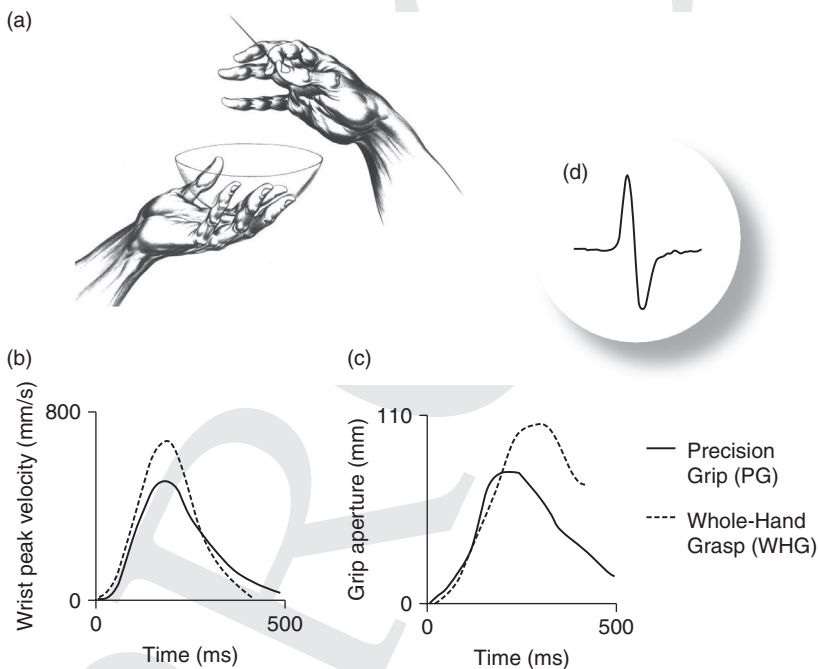 (a)
(d)
(b)
(c)
Wrist peak velocity (mm/s)
800
0
0
500
Time (ms)
Grip aperture (mm)
110
0
0
500
Time (ms)
Precision
Grip (PG)
Whole-Hand
Grasp (WHG)